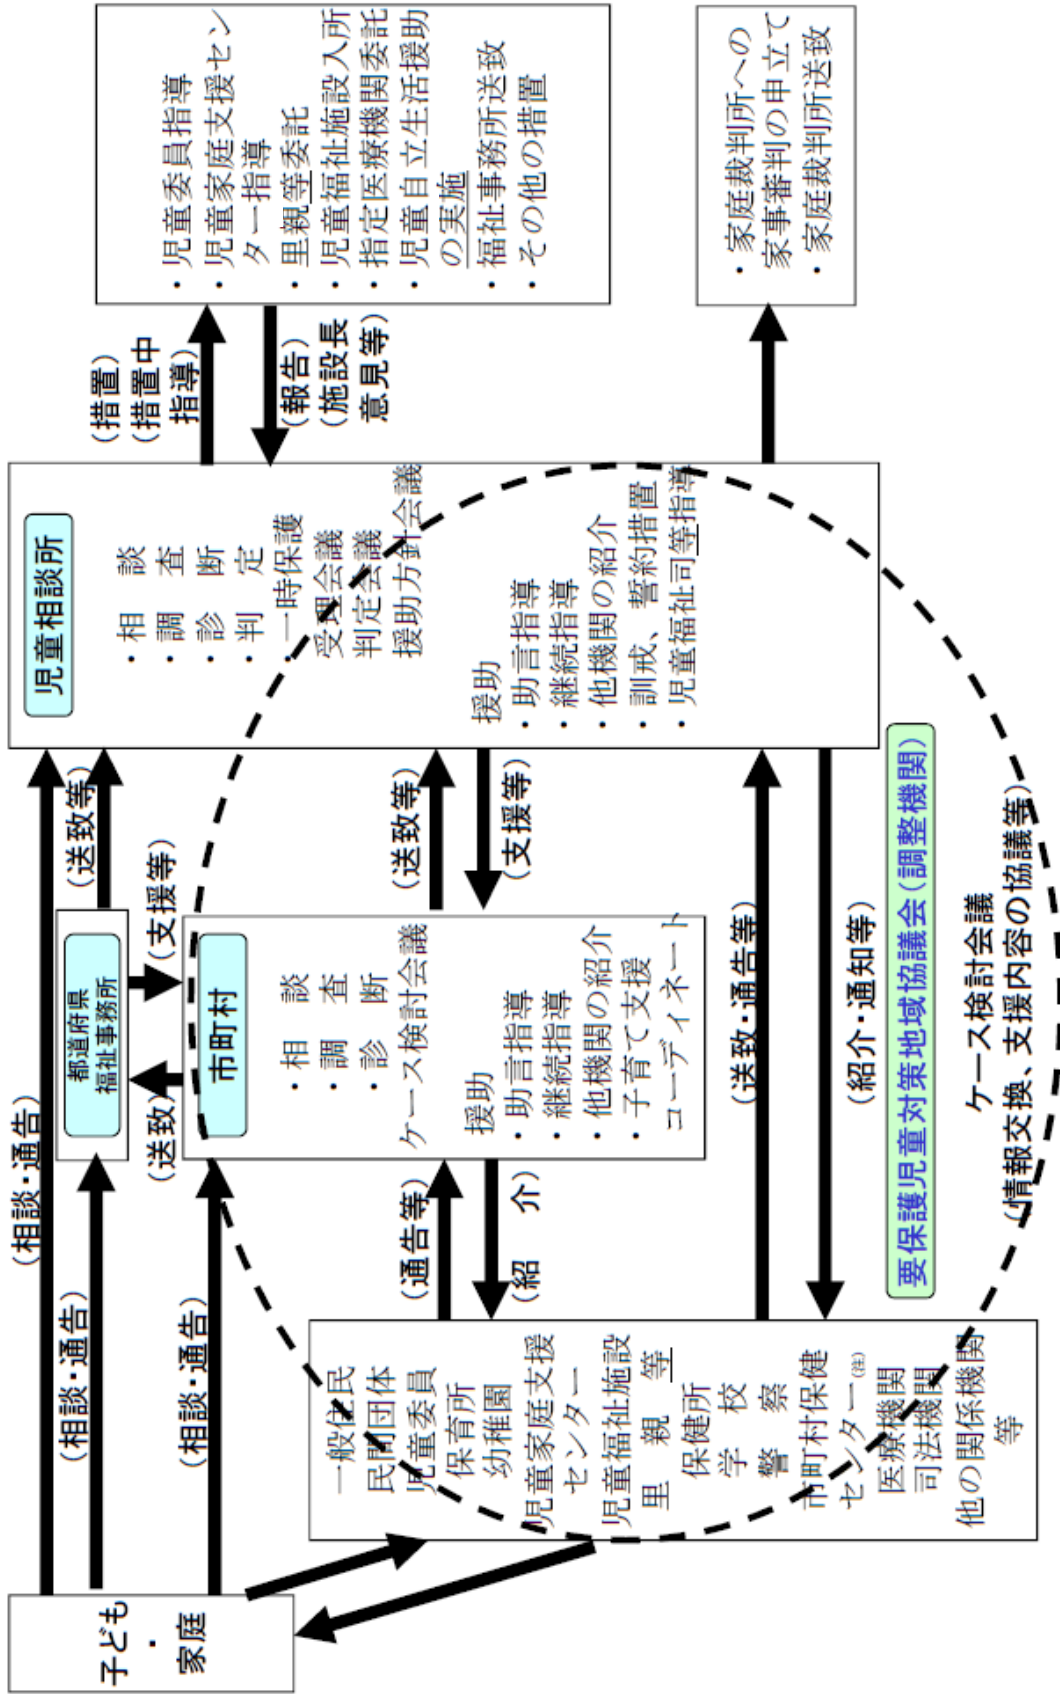 子ども
・
家庭
(相談・通告)
(相談・通告)
(相談・通告)
一般住民
民間団体
児童委員
保育所
幼稚園
児童家庭支援
センター
児童福祉施設
里　親　等
保健所
学　校
警　察
市町村保健
センター(注)
医療機関
司法機関
他の関係機関
等
都道府県
福祉事務所
(送致等)
(支援等)
(送致)
市町村
・相　　談
・調　　査
・診　　断
ケース検討会議
援助
・助言指導
・継続指導
・他機関の紹介
・子育て支援
コーディネート
(通告等)
(紹　　介)
(送致等)
(支援等)
(送致・通告等)
(紹介・通知等)
児童相談所
・相　　談
・調　　査
・診　　断
・判　　定
・一時保護
受理会議
判定会議
援助方針会議
援助
・助言指導
・継続指導
・他機関の紹介
・訓戒、誓約措置
・児童福祉司等指導
要保護児童対策地域協議会(調整機関)
ケース検討会議
(情報交換、支援内容の協議等)
(措置)
(措置中
指導)
(報告)
(施設長
意見等)
・児童委員指導
・児童家庭支援セン
ター指導
・里親等委託
・児童福祉施設入所
・指定医療機関委託
・児童自立生活援助
の実施
・福祉事務所送致
・その他の措置
・家庭裁判所への
家事審判の申立て
・家庭裁判所送致